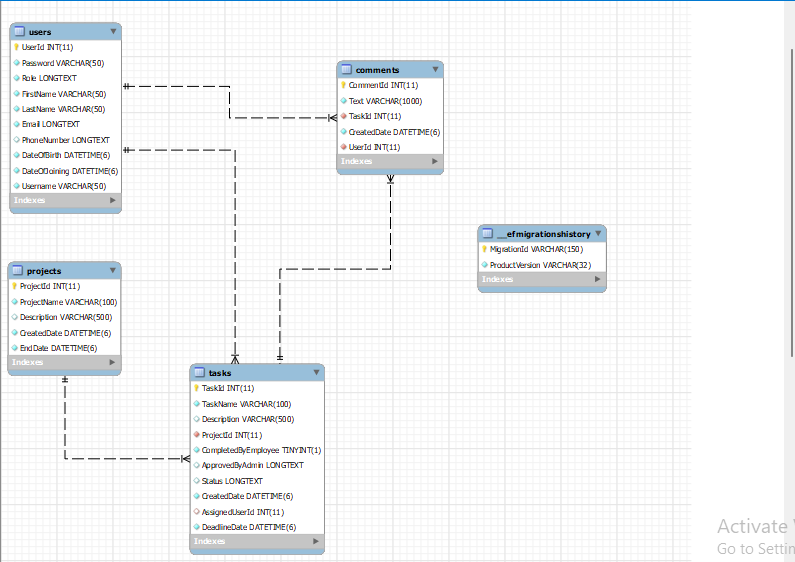 users
UserId INT(11)
Password VARCHAR(50)
Role LONGTEXT
FirstName VARCHAR(50)
LastName VARCHAR(50)
Email LONGTEXT
PhoneNumber LONGTEXT
DateOfBirth DATETIME(6)
DateOfJoining DATETIME(6)
Username VARCHAR(50)
Indexes
comments
CommentId INT(11)
Text VARCHAR(1000)
TaskId INT(11)
CreatedDate DATETIME(6)
UserId INT(11)
Indexes
__efmigrationshistory
MigrationId VARCHAR(150)
ProductVersion VARCHAR(32)
Indexes
projects
ProjectId INT(11)
ProjectName VARCHAR(100)
Description VARCHAR(500)
CreatedDate DATETIME(6)
EndDate DATETIME(6)
Indexes
tasks
TaskId INT(11)
TaskName VARCHAR(100)
Description VARCHAR(500)
ProjectId INT(11)
CompletedByEmployee TINYINT(1)
ApprovedByAdmin LONGTEXT
Status LONGTEXT
CreatedDate DATETIME(6)
AssignedUserId INT(11)
DeadlineDate DATETIME(6)
Indexes
Activate
Go to Settin